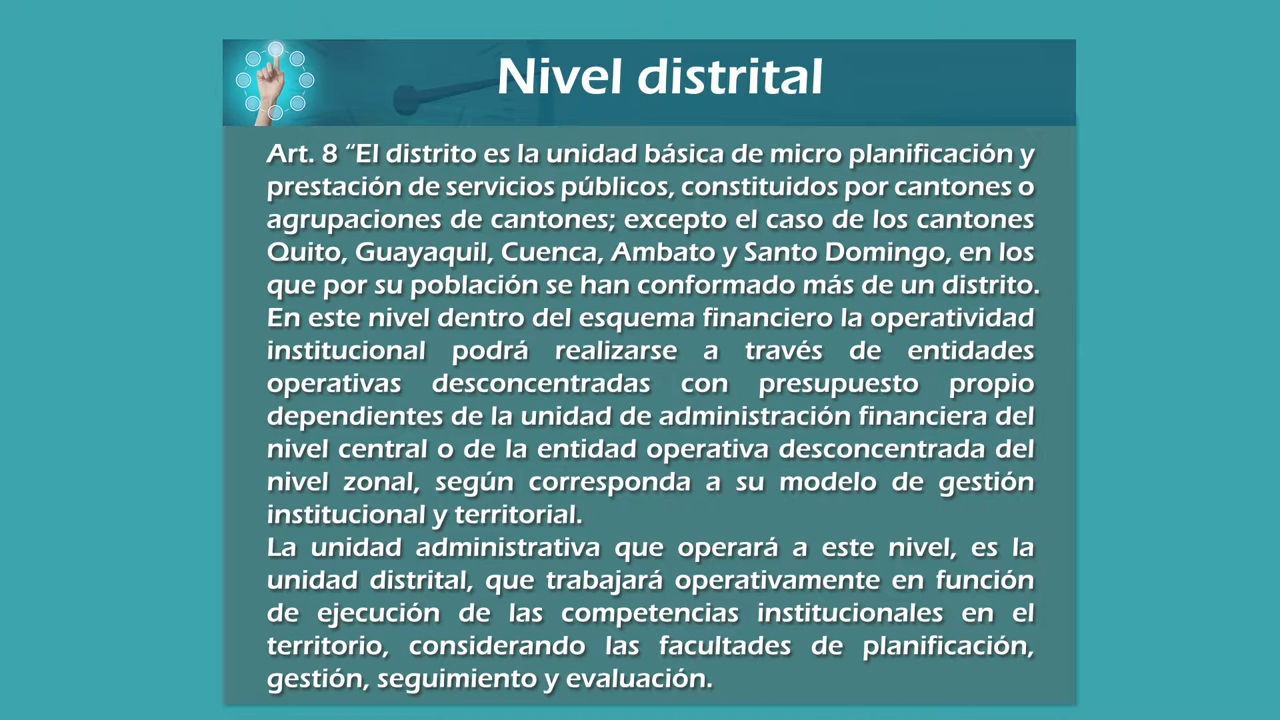 Nivel distrital
Art. 8 “El distrito es la unidad básica de micro planificación y
prestación de servicios públicos, constituidos por cantones o
agrupaciones de cantones; excepto el caso de los cantones
Quito, Guayaquil, Cuenca, Ambato y Santo Domingo, en los
que por su población se han conformado más de un distrito.
En este nivel dentro del esquema financiero la operatividad
institucional podrá realizarse a través de entidades
operativas desconcentradas con presupuesto propio
dependientes de la unidad de administración financiera del
nivel central o de la entidad operativa desconcentrada del
nivel zonal, según corresponda a su modelo de gestión
institucional y territorial.
La unidad administrativa que operará a este nivel, es la
unidad distrital, que trabajará operativamente en función
de ejecución de las competencias institucionales en el
territorio, considerando las facultades de planificación,
gestión, seguimiento y evaluación.